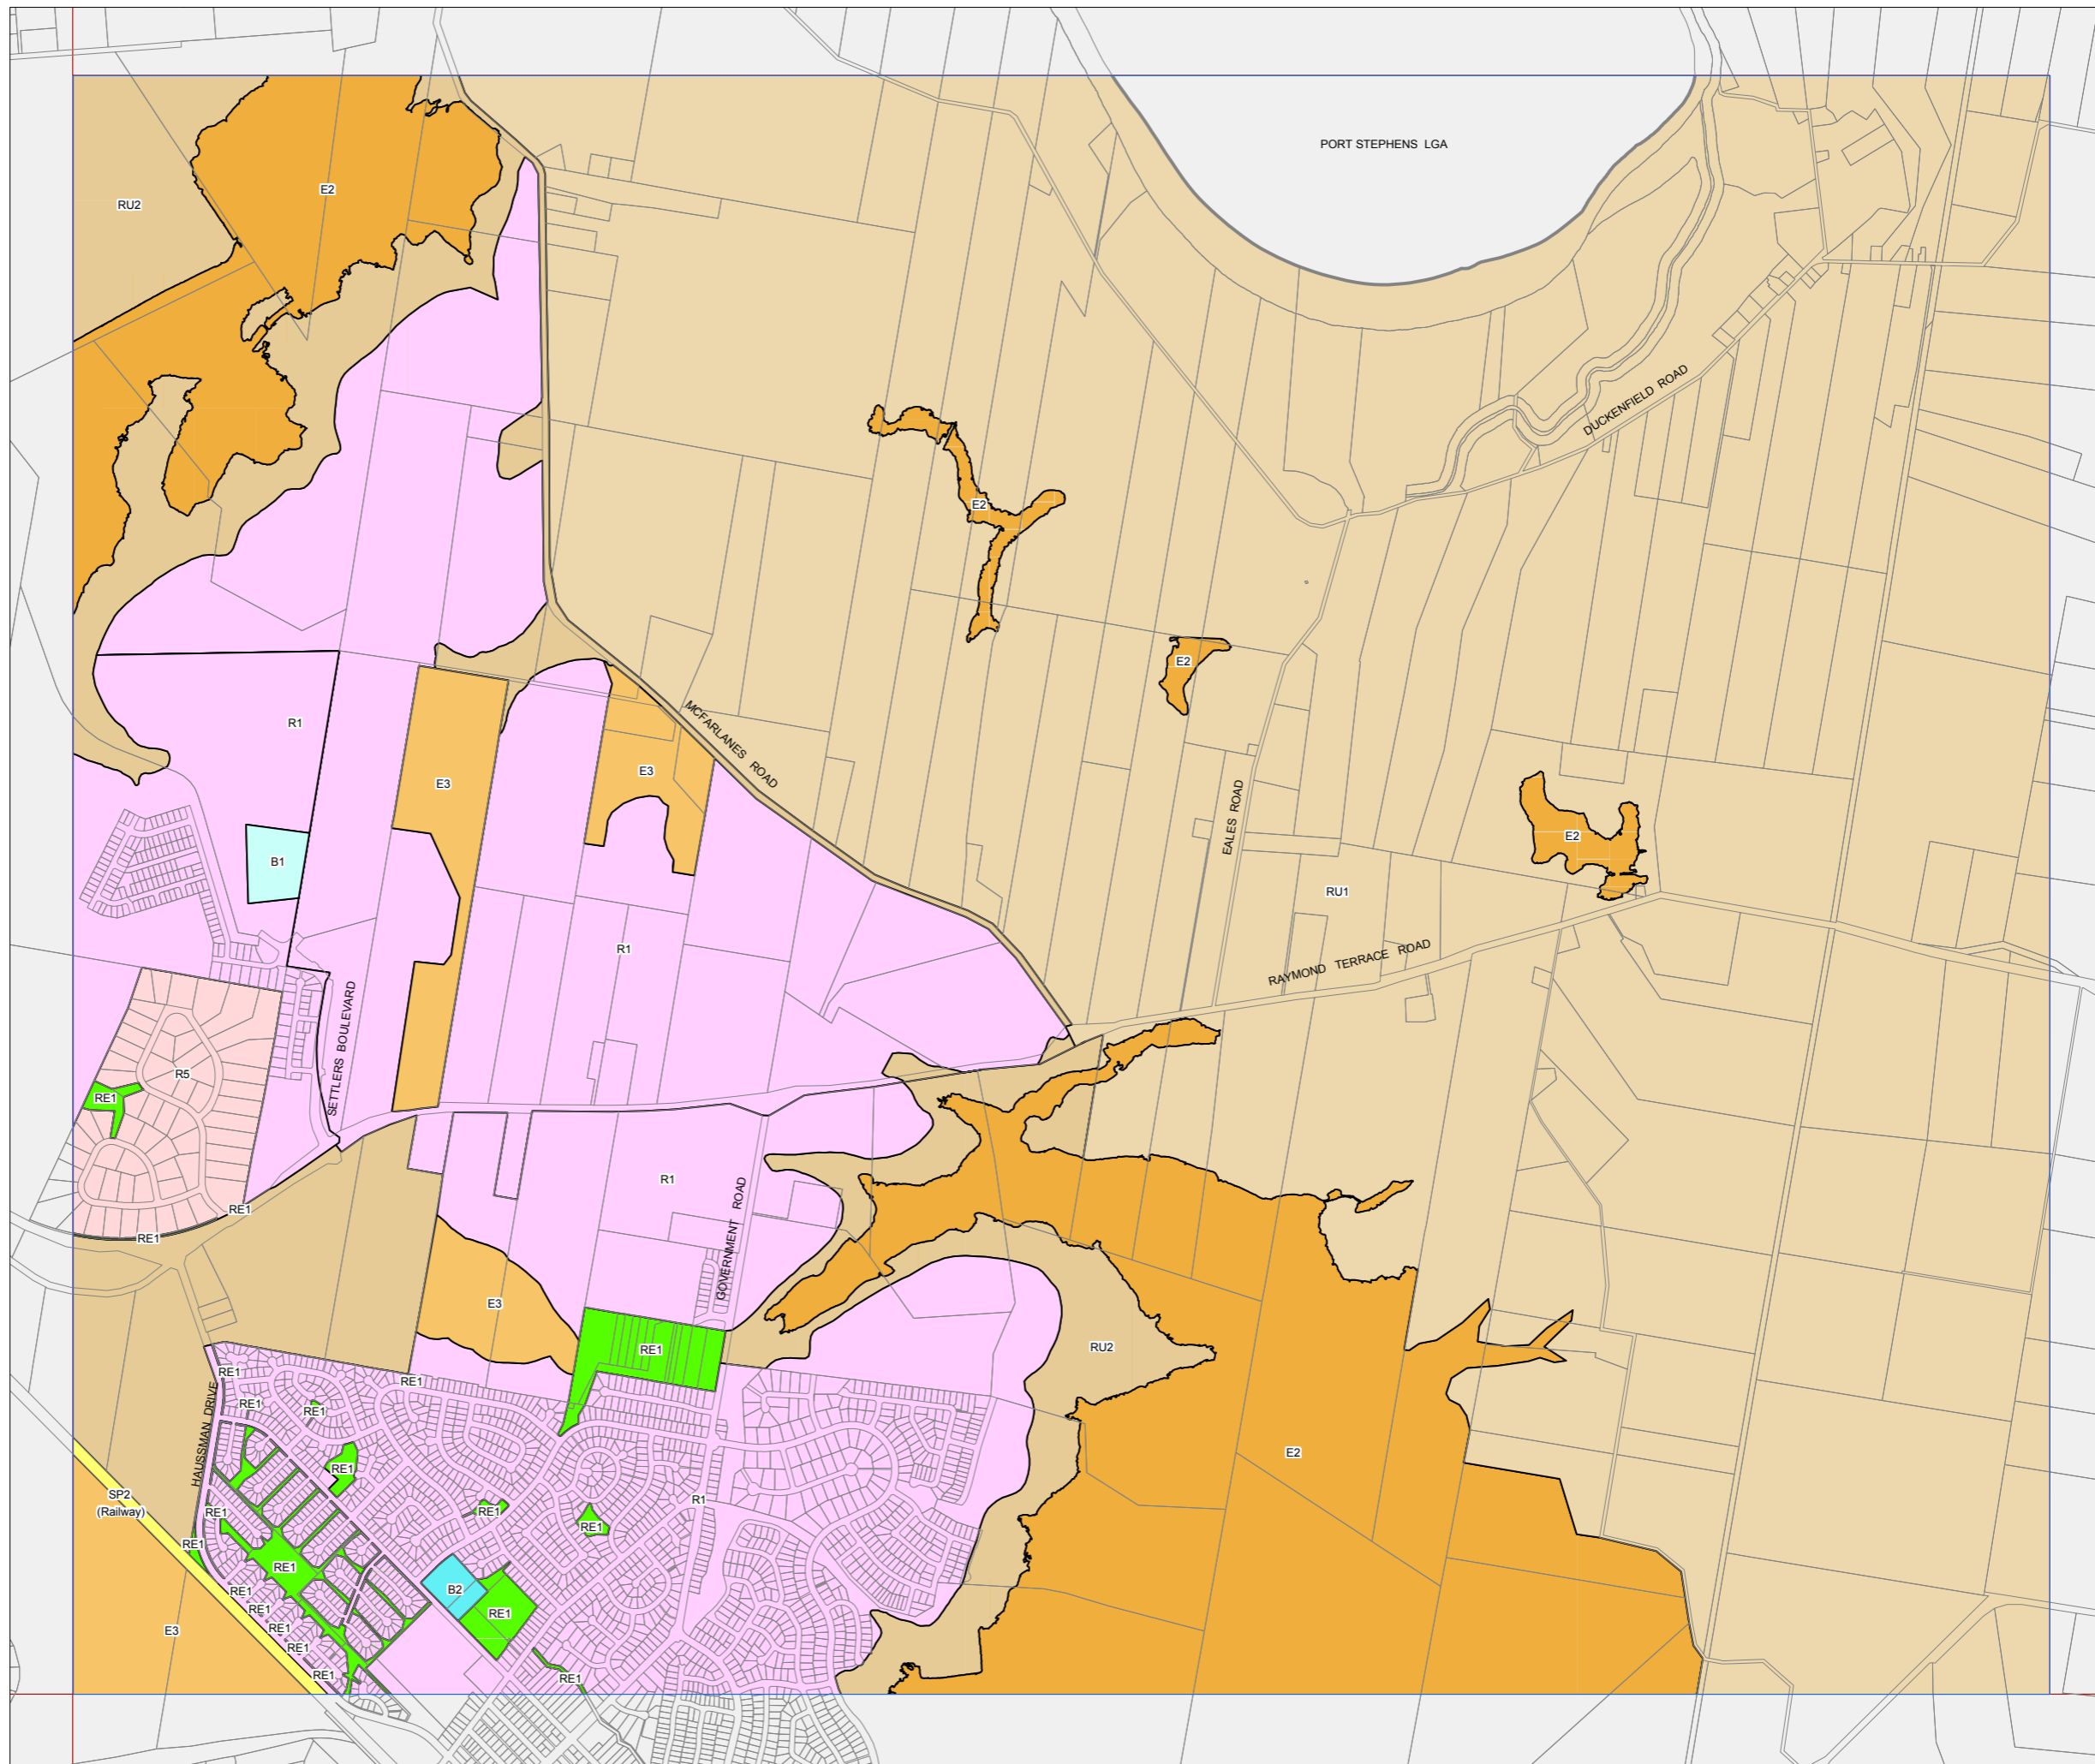 PORT STEPHENS LGA
E2
RU2
DUCKENFIELD ROAD
E2
E2
R1
MCFARLANES ROAD
E3
E3
EALES ROAD
E2
B1
RU1
R1
RAYMOND TERRACE ROAD
SETTLERS BOULEVARD
R5
RE1
R1
GOVERNMENT ROAD
RE1
RE1
E3
RE1
RU2
RE1
RE1
HAUSSMAN DRIVE
RE1
RE1
E2
RE1
SP2
(Railway)
R1
RE1
RE1
RE1
RE1
RE1
B2
RE1
RE1
RE1
RE1
E3
RE1
RE1
RE1